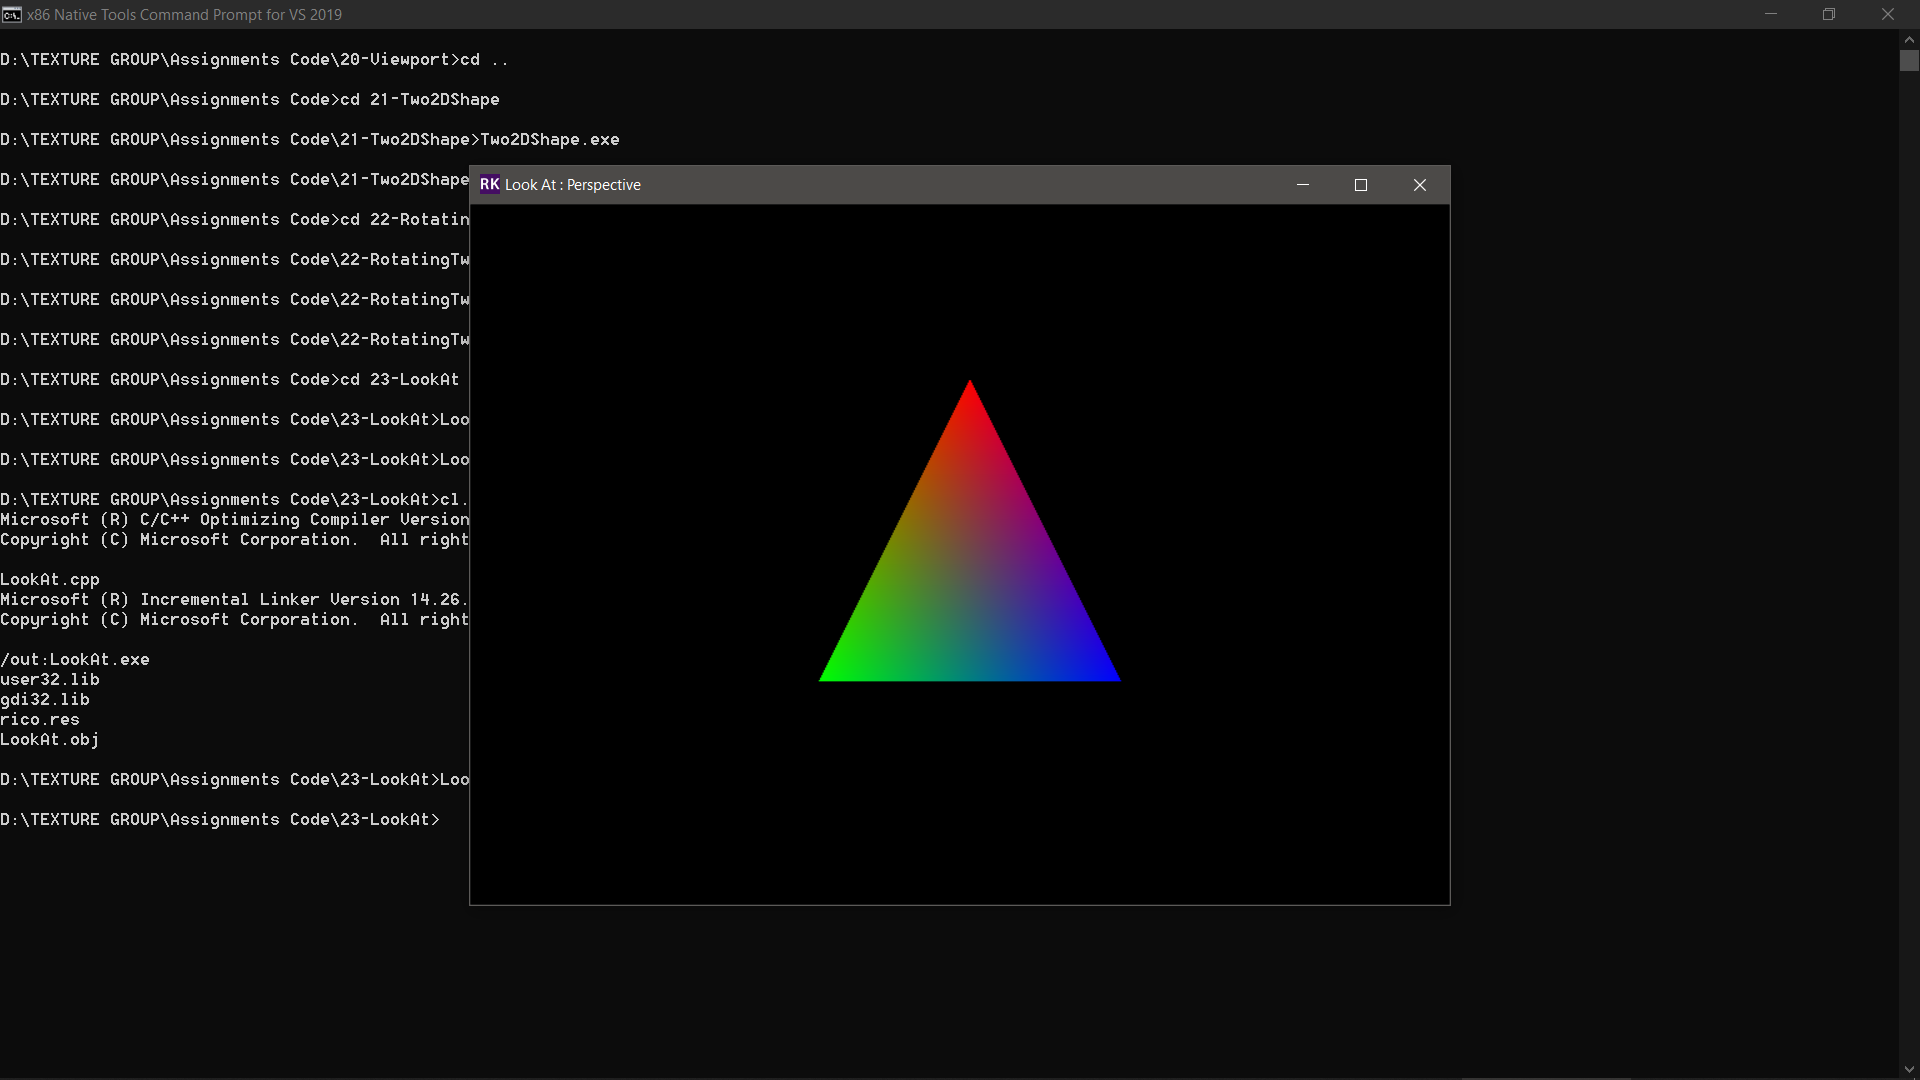 x86 Native Tools Command Prompt for VS 2019
D:\TEXTURE GROUP\Assignments Code\20-Viewport>cd ..
D:\TEXTURE GROUP\Assignments Code>cd 21-Two2DShape
D:\TEXTURE GROUP\Assignments Code\21-Two2DShape>Two2DShape.exe
D:\TEXTURE GROUP\Assignments Code\21-Two2DShape
RK Look At : Perspective
D:\TEXTURE GROUP\Assignments Code>cd 22-Rotatin
D:\TEXTURE GROUP\Assignments Code\22-RotatingTw
D:\TEXTURE GROUP\Assignments Code\22-RotatingTw
D:\TEXTURE GROUP\Assignments Code\22-RotatingTw
D:\TEXTURE GROUP\Assignments Code>cd 23-LookAt
D:\TEXTURE GROUP\Assignments Code\23-LookAt>Loo
D:\TEXTURE GROUP\Assignments Code\23-LookAt>Loo
D:\TEXTURE GROUP\Assignments Code\23-LookAt>cl.
Microsoft (R) C/C++ Optimizing Compiler Version
Copyright (C) Microsoft Corporation.  All right
LookAt.cpp
Microsoft (R) Incremental Linker Version 14.26.
Copyright (C) Microsoft Corporation.  All right
/out:LookAt.exe
user32.lib
gdi32.lib
rico.res
LookAt.obj
D:\TEXTURE GROUP\Assignments Code\23-LookAt>Loo
D:\TEXTURE GROUP\Assignments Code\23-LookAt>